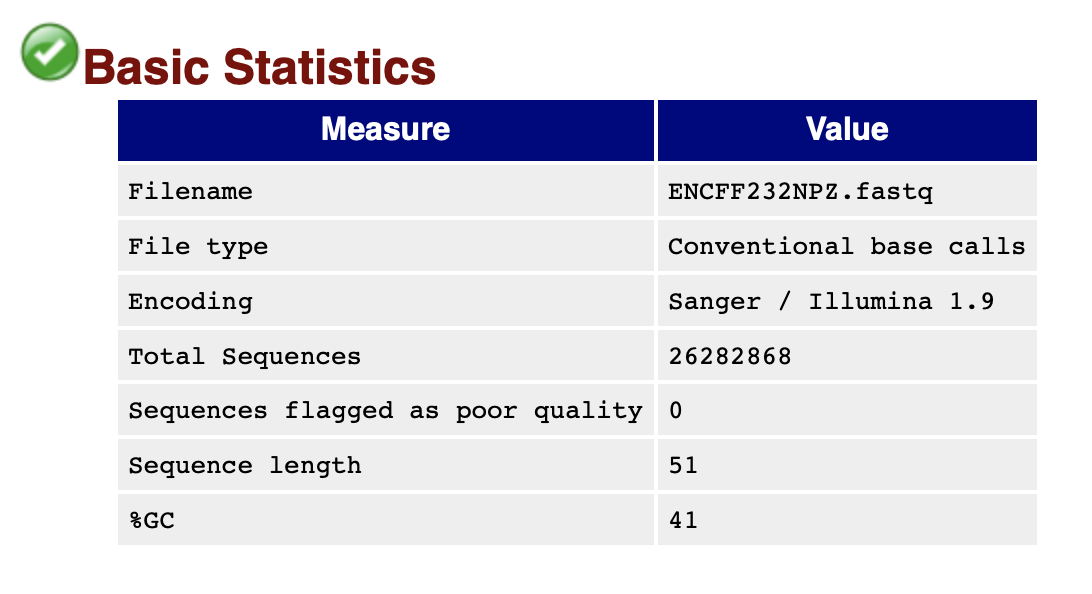 Basic Statistics
Measure Value
Filename ENCFF232NPZ.fastq
File type Conventional base calls
Encoding Sanger / Illumina 1.9
Total Sequences 26282868
Sequences flagged as poor quality 0
Sequence length 51
%GC 41